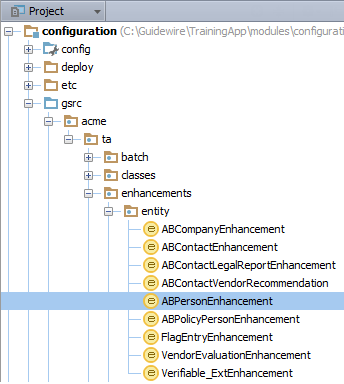 Project
configuration (C:\Guidewire\TrainingApp\modules\configurati
config
deploy
etc
gsrc
acme
ta
batch
classes
enhancements
entity
ABCompanyEnhancement
ABContactEnhancement
ABContactLegalReportEnhancement
ABContactVendorRecommendation
ABPersonEnhancement
ABPolicyPersonEnhancement
FlagEntryEnhancement
VendorEvaluationEnhancement
Verifiable_ExtEnhancement